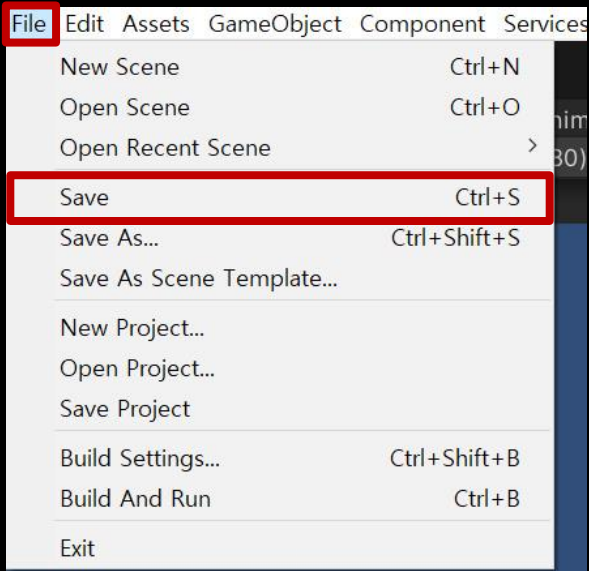 File Edit Assets GameObject Component Services
New Scene Ctrl+N
Open Scene Ctrl+O
Open Recent Scene >
Save Ctrl+S
Save As... Ctrl+Shift+S
Save As Scene Template...
New Project...
Open Project...
Save Project
Build Settings... Ctrl+Shift+B
Build And Run Ctrl+B
Exit